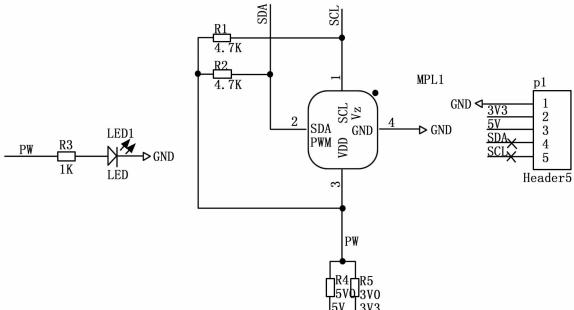 SDA
SCL
R1
4.7K
R2
4.7K
MPL1
1
SCL
Vz
2
SDA
GND
4
GND
PWM
VDD
3
p1
GND
1
3V3
2
5V
3
SDA
4
SCL
5
Header5
PW
R3
1K
LED1
LED
GND
PW
R4
R5
5V0
3V0
5V
3V3